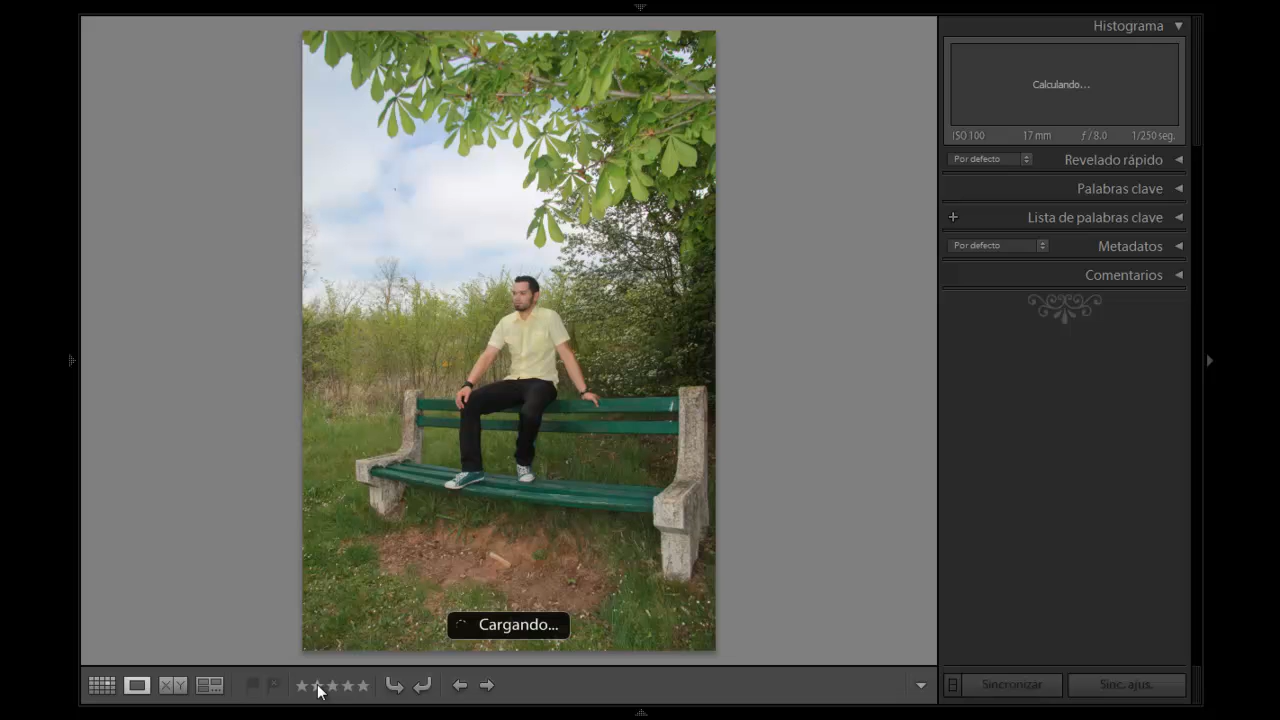 Histograma
Calculando...
ISO 100 17 mm ƒ / 8.0 1/250 seg.
Por defecto Revelado rápido
Palabras clave
Lista de palabras clave
Por defecto Metadatos
Comentarios
Cargando...
XY
Sincronizar Sinc. ajus.